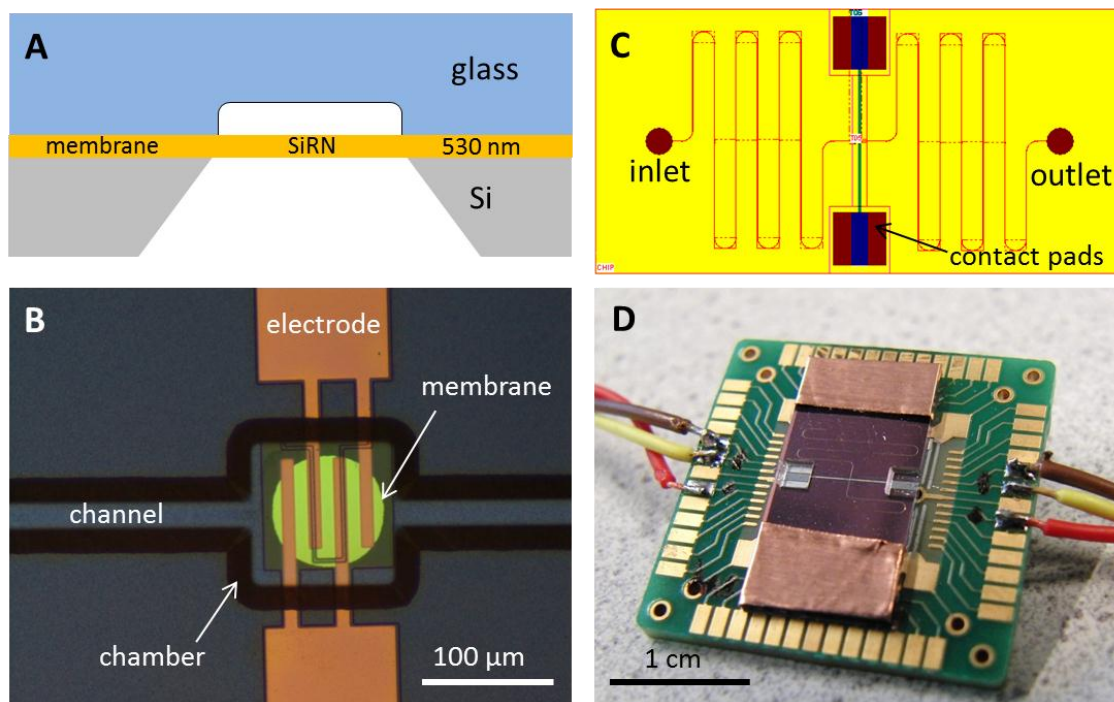 A
glass
membrane
SiRN
530 nm
Si
B
electrode
membrane
channel
chamber
100 µm
C
TOS
inlet
outlet
contact pads
CHIP
D
1 cm